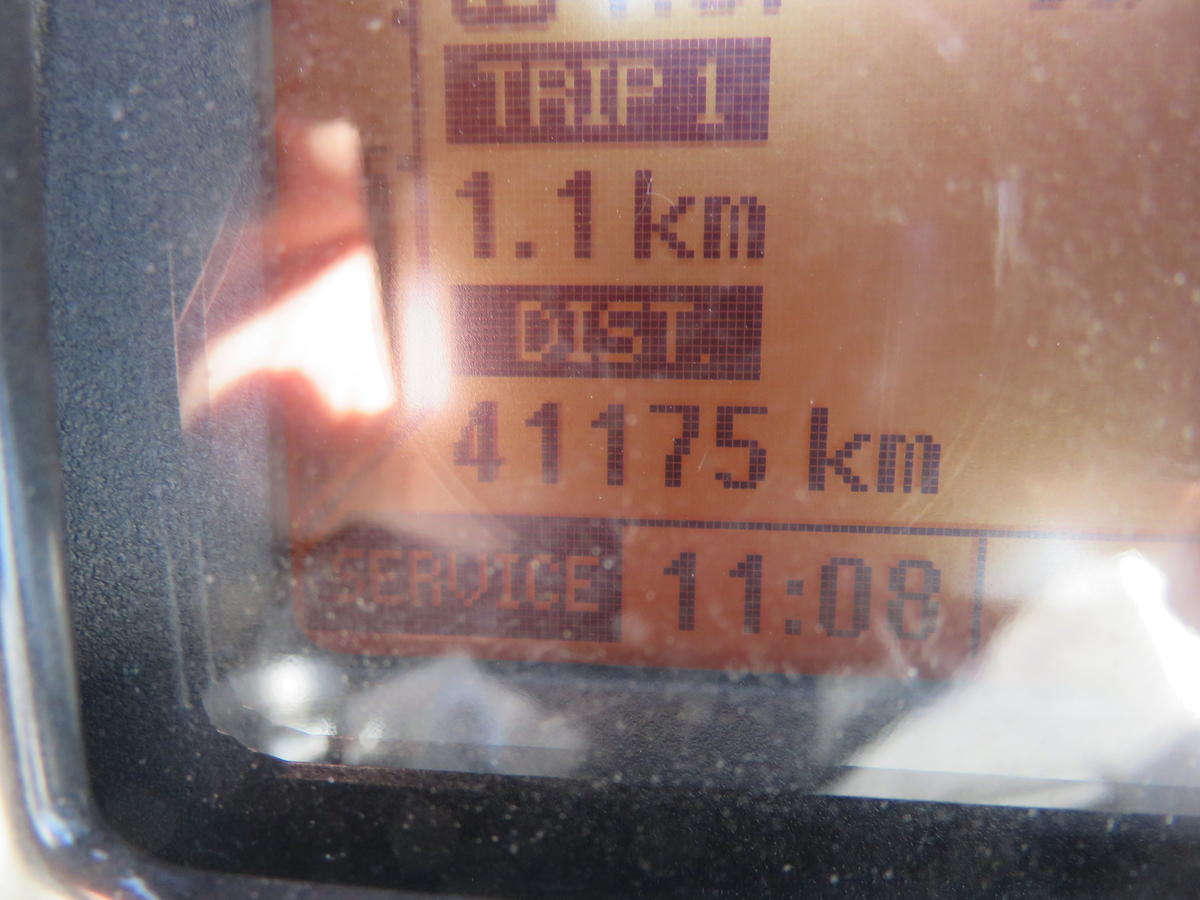 TRIP 1
1.1 km
DIST.
41175 km
SERVICE 11:08